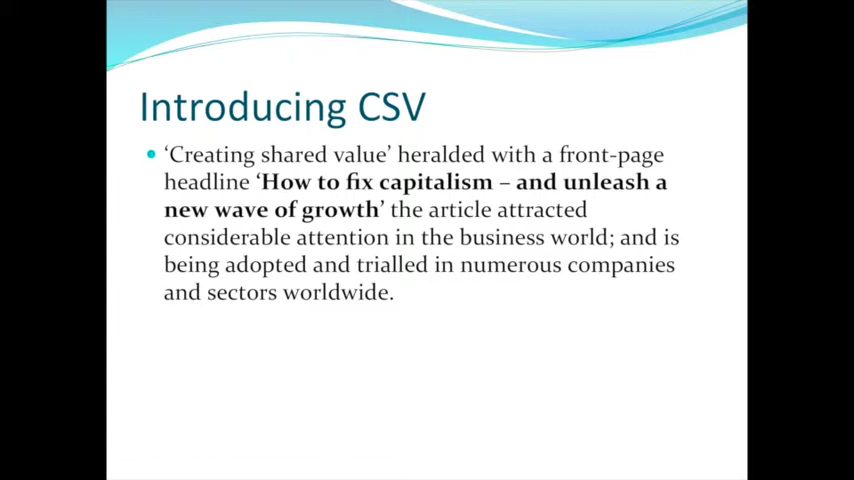 Introducing CSV
• ‘Creating shared value’ heralded with a front-page
headline ‘How to fix capitalism – and unleash a
new wave of growth’ the article attracted
considerable attention in the business world; and is
being adopted and trialled in numerous companies
and sectors worldwide.